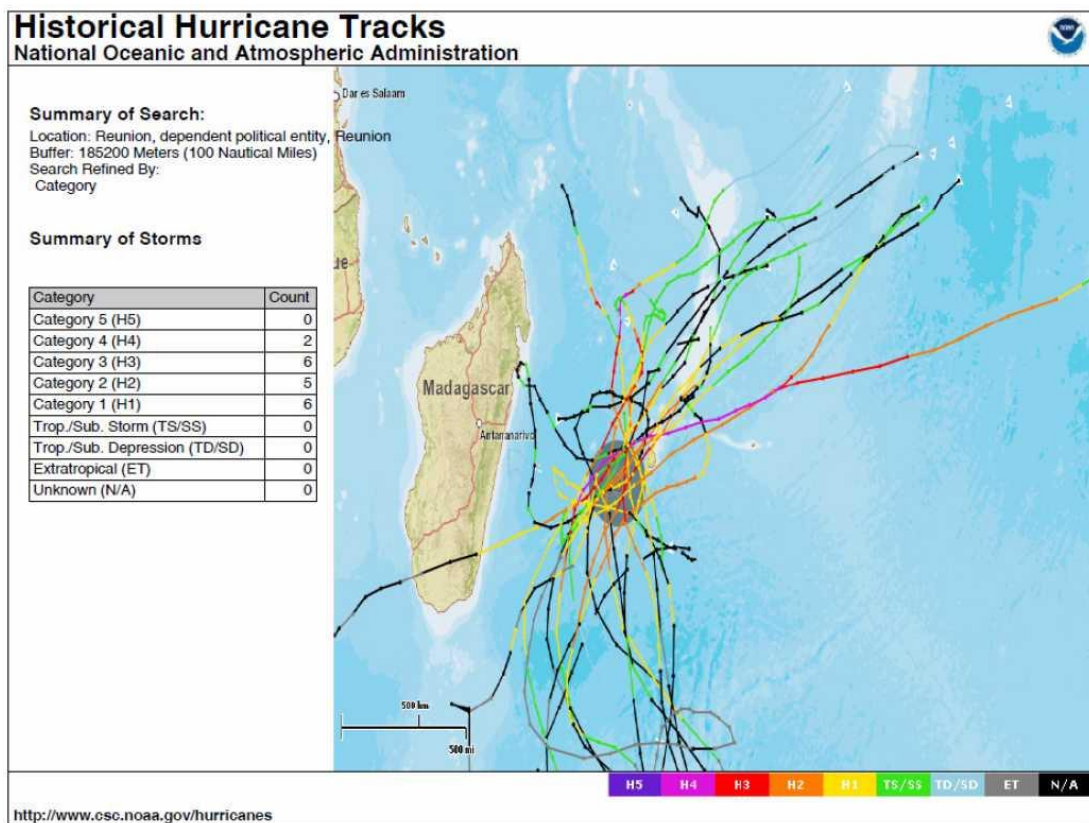 Historical Hurricane Tracks
National Oceanic and Atmospheric Administration
NOAA
Summary of Search:
Location: Reunion, dependent political entity, Reunion
Buffer: 185200 Meters (100 Nautical Miles)
Search Refined By:
Category
Summary of Storms
Category Count
Category 5 (H5) 0
Category 4 (H4) 2
Category 3 (H3) 6
Category 2 (H2) 5
Category 1 (H1) 6
Trop./Sub. Storm (TS/SS) 0
Trop./Sub. Depression (TD/SD) 0
Extratropical (ET) 0
Unknown (N/A) 0
Dar es Salaam
ue
Madagascar
Antananarivo
500 km
500 mi
H5 H4 H3 H2 H1 TS/SS TD/SD ET N/A
http://www.csc.noaa.gov/hurricanes